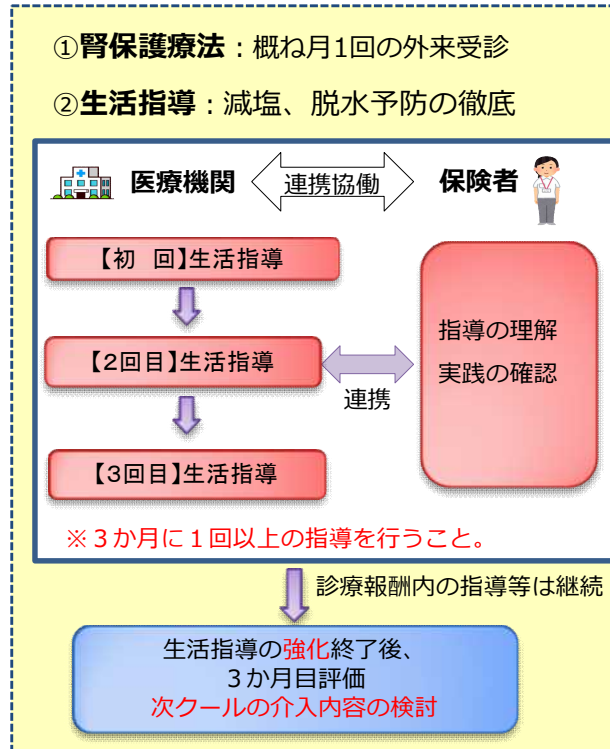 ①腎保護療法：概ね月1回の外来受診
②生活指導：減塩、脱水予防の徹底
医療機関
連携協働
保険者
【初　回】生活指導
【2回目】生活指導
【3回目】生活指導
連携
指導の理解
実践の確認
※３か月に１回以上の指導を行うこと。
診療報酬内の指導等は継続
生活指導の強化終了後、
３か月目評価
次クールの介入内容の検討